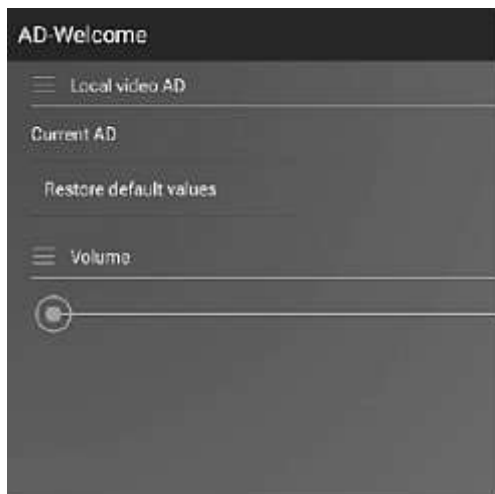 AD-Welcome
Local video AD
Current AD
Restore default values
Volume